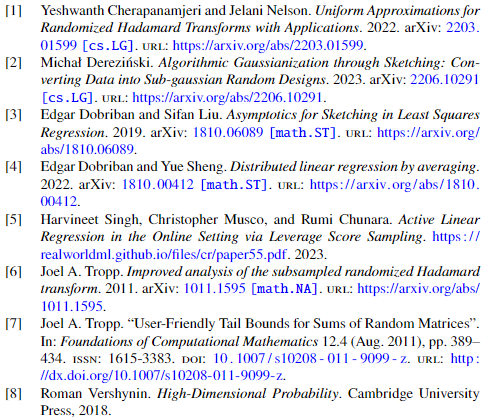 [1] Yeshwanth Cherapanamjeri and Jelani Nelson. Uniform Approximations for
Randomized Hadamard Transforms with Applications. 2022. arXiv: 2203.
01599 [cs.LG]. URL: https://arxiv.org/abs/2203.01599.
[2] Michał Dereziński. Algorithmic Gaussianization through Sketching: Con-
verting Data into Sub-gaussian Random Designs. 2023. arXiv: 2206.10291
[cs.LG]. URL: https://arxiv.org/abs/2206.10291.
[3] Edgar Dobriban and Sifan Liu. Asymptotics for Sketching in Least Squares
Regression. 2019. arXiv: 1810.06089 [math.ST]. URL: https://arxiv.org/
abs/1810.06089.
[4] Edgar Dobriban and Yue Sheng. Distributed linear regression by averaging.
2022. arXiv: 1810.00412 [math.ST]. URL: https://arxiv.org/abs/1810.
00412.
[5] Harvineet Singh, Christopher Musco, and Rumi Chunara. Active Linear
Regression in the Online Setting via Leverage Score Sampling. https://
realworldml.github.io/files/cr/paper55.pdf. 2023.
[6] Joel A. Tropp. Improved analysis of the subsampled randomized Hadamard
transform. 2011. arXiv: 1011.1595 [math.NA]. URL: https://arxiv.org/abs/
1011.1595.
[7] Joel A. Tropp. “User-Friendly Tail Bounds for Sums of Random Matrices”.
In: Foundations of Computational Mathematics 12.4 (Aug. 2011), pp. 389–
434. ISSN: 1615-3383. DOI: 10.1007/s10208-011-9099-z. URL: http:
//dx.doi.org/10.1007/s10208-011-9099-z.
[8] Roman Vershynin. High-Dimensional Probability. Cambridge University
Press, 2018.